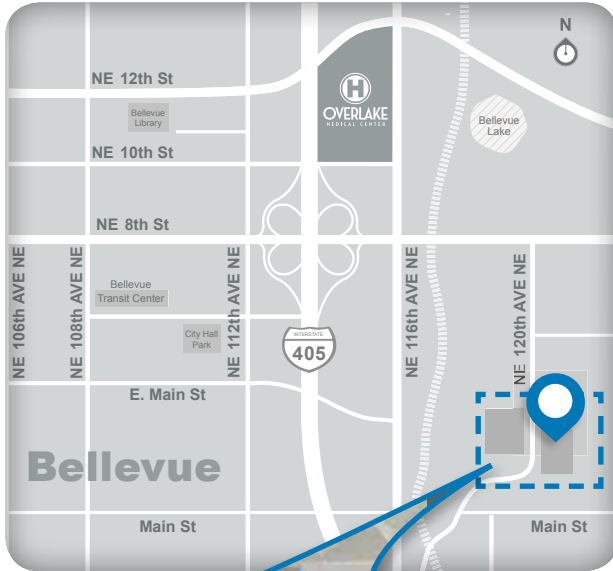 N
NE 12th St
H
OVERLAKE
MEDICAL CENTER
Bellevue
Library
Bellevue
Lake
NE 10th St
NE 8th St
NE 106th AVE NE
NE 108th AVE NE
NE 112th AVE NE
NE 116th AVE NE
NE 120th AVE NE
Bellevue
Transit Center
City Hall
Park
INTERSTATE
405
E. Main St
Bellevue
Main St
Main St